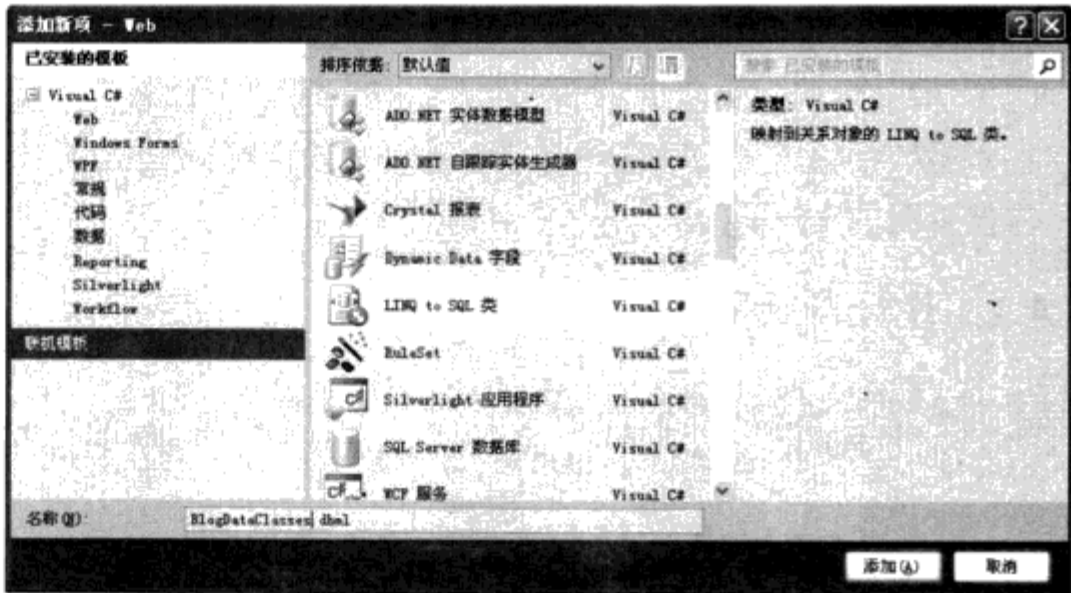 添加新项 - Web
已安装的模板
Visual C#
Web
Windows Forms
WPF
常规
代码
数据
Reporting
Silverlight
Workflow
联机模板
排序依据: 默认值
搜索 已安装的模板
ADO.NET 实体数据模型 Visual C#
ADO.NET 自跟踪实体生成器 Visual C#
Crystal 报表 Visual C#
Dynamic Data 字段 Visual C#
LINQ to SQL 类 Visual C#
RuleSet Visual C#
Silverlight 应用程序 Visual C#
SQL Server 数据库 Visual C#
WCF 服务 Visual C#
类型: Visual C#
映射到关系对象的 LINQ to SQL 类。
名称(N): BlogDataClasses.dbml
添加(A) 取消